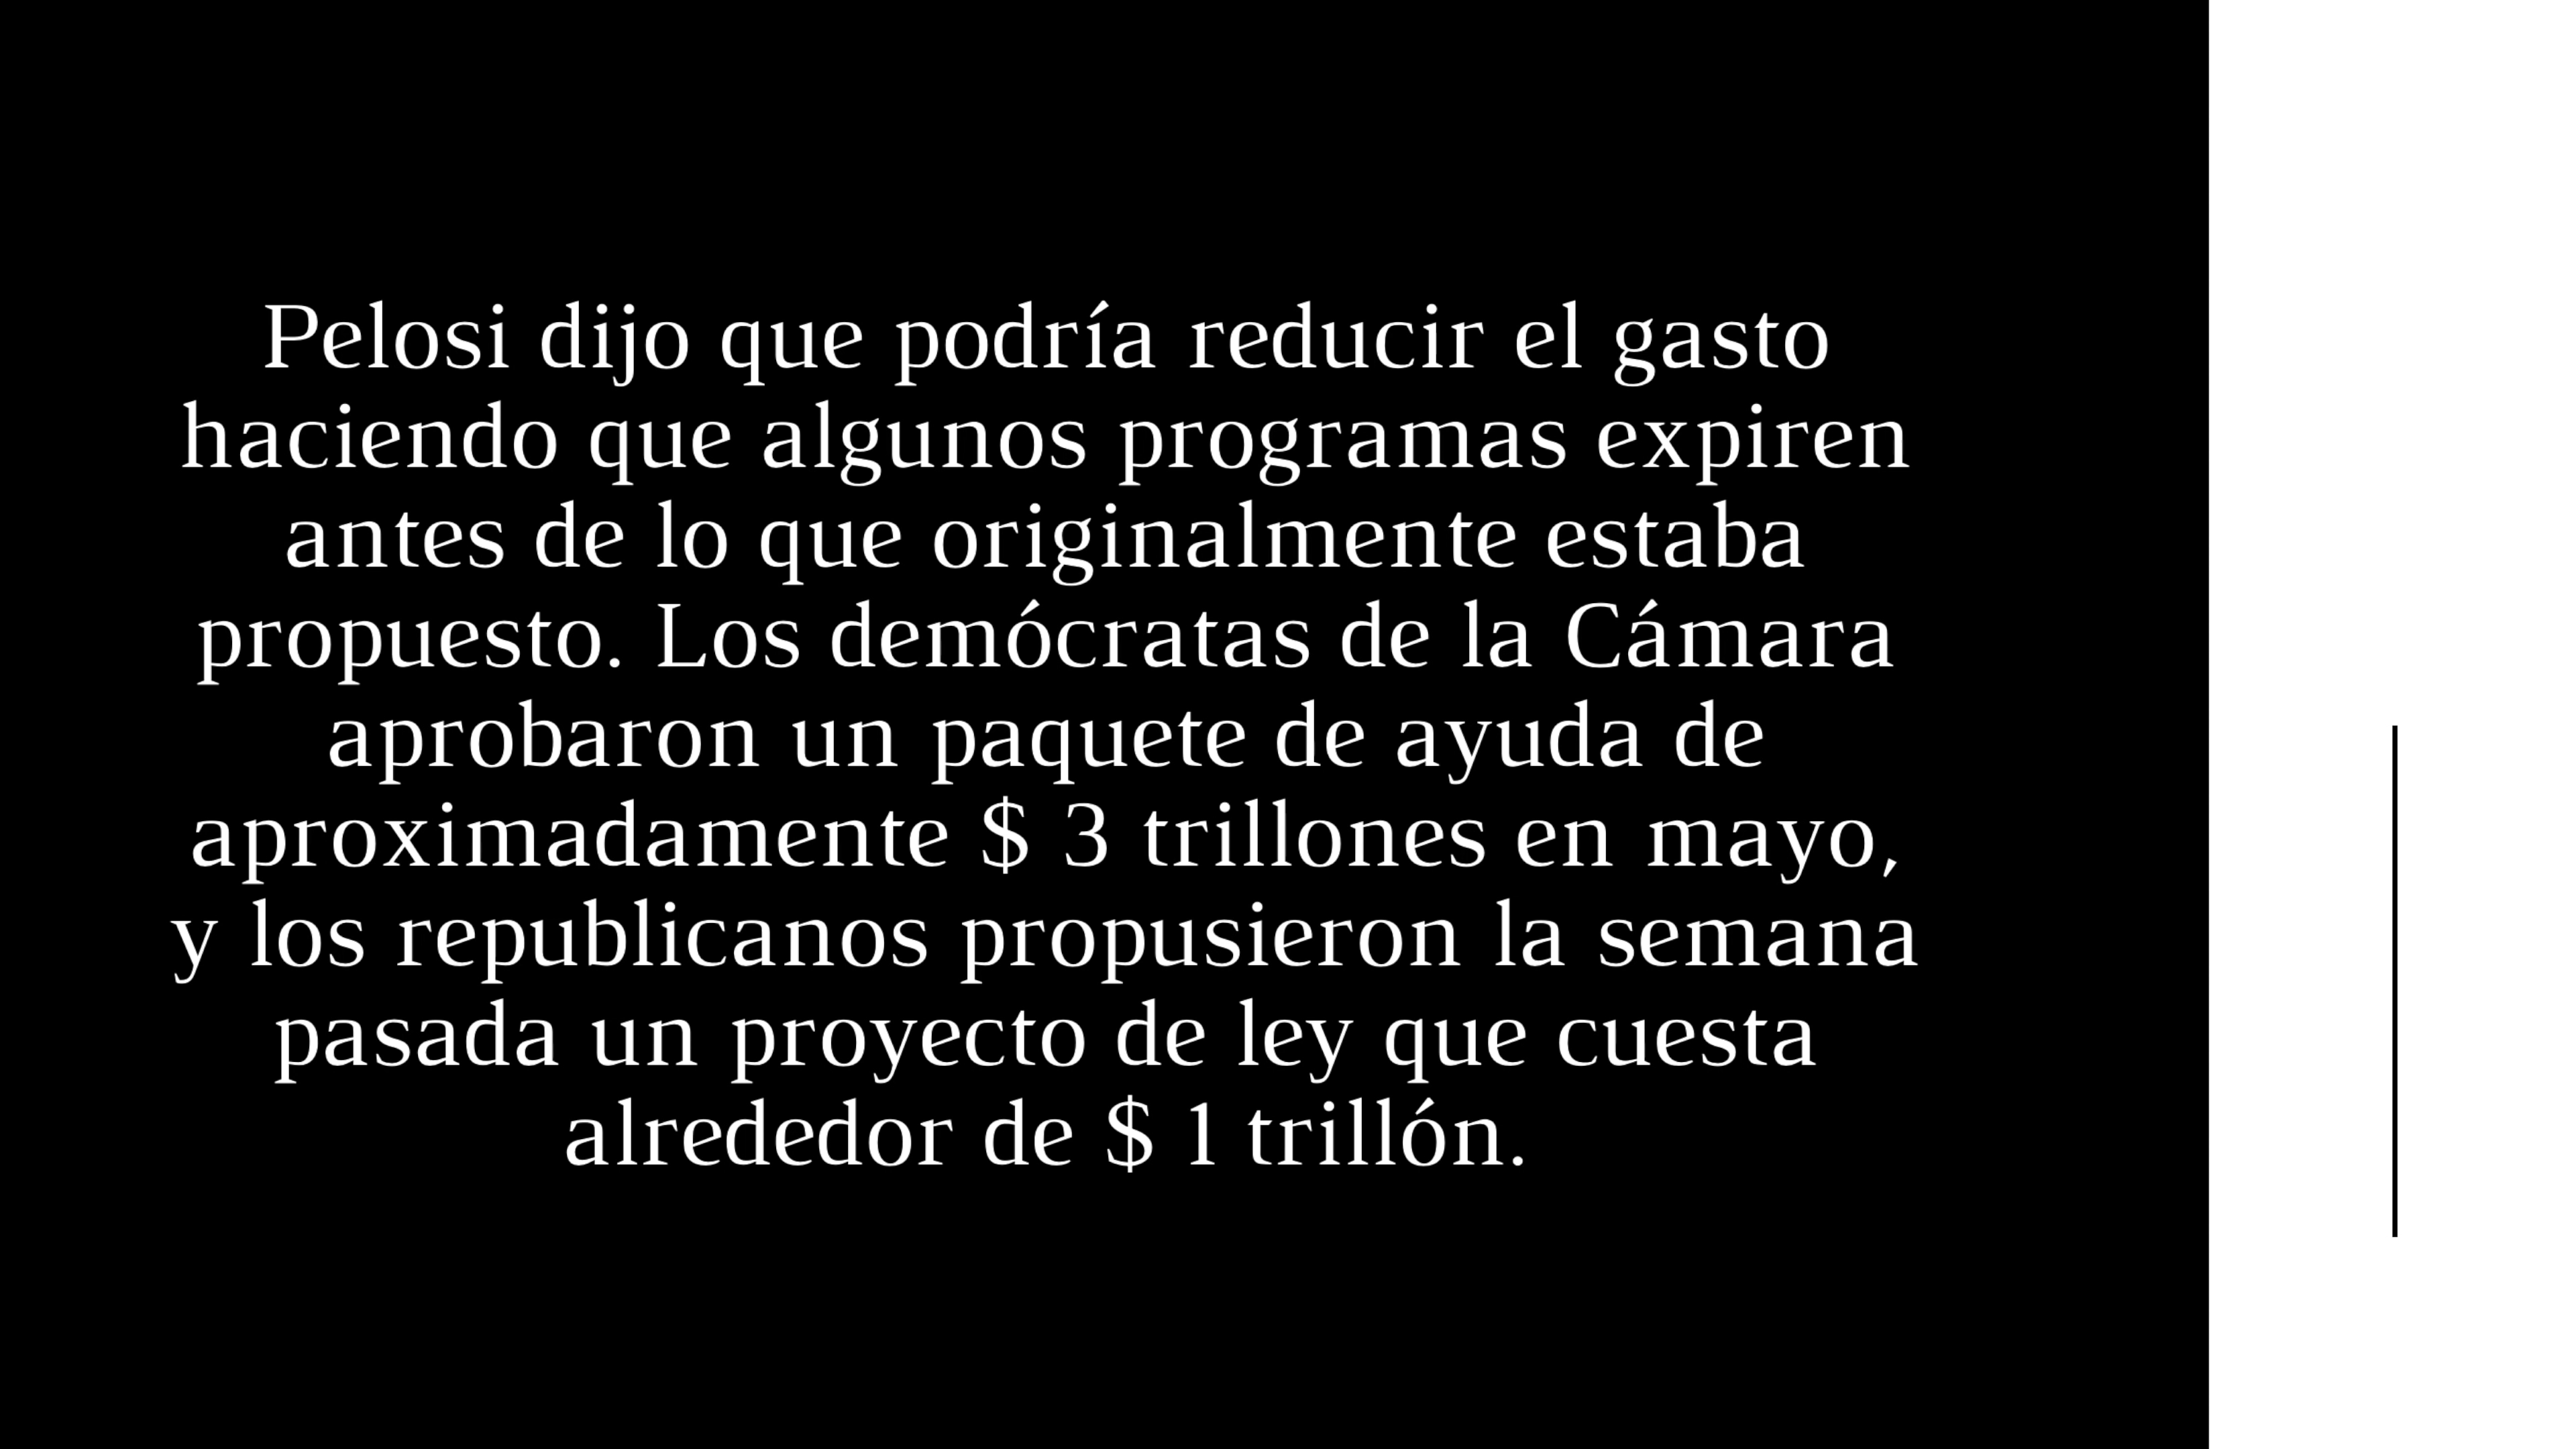 Pelosi dijo que podría reducir el gasto
haciendo que algunos programas expiren
antes de lo que originalmente estaba
propuesto. Los demócratas de la Cámara
aprobaron un paquete de ayuda de
aproximadamente $ 3 trillones en mayo,
y los republicanos propusieron la semana
pasada un proyecto de ley que cuesta
alrededor de $ 1 trillón.